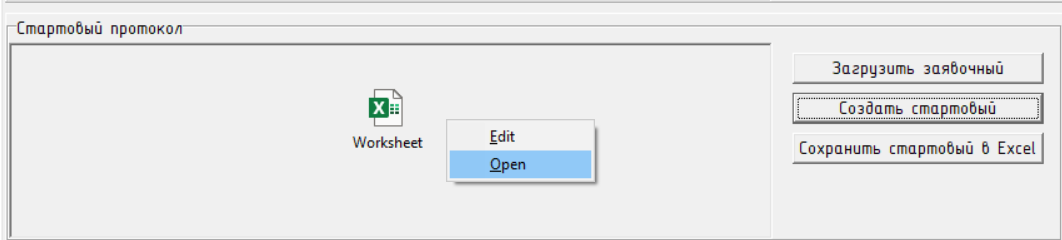 Стартовый протокол
Загрузить заявочный
Создать стартовый
Сохранить стартовый в Excel
Worksheet
Edit
Open